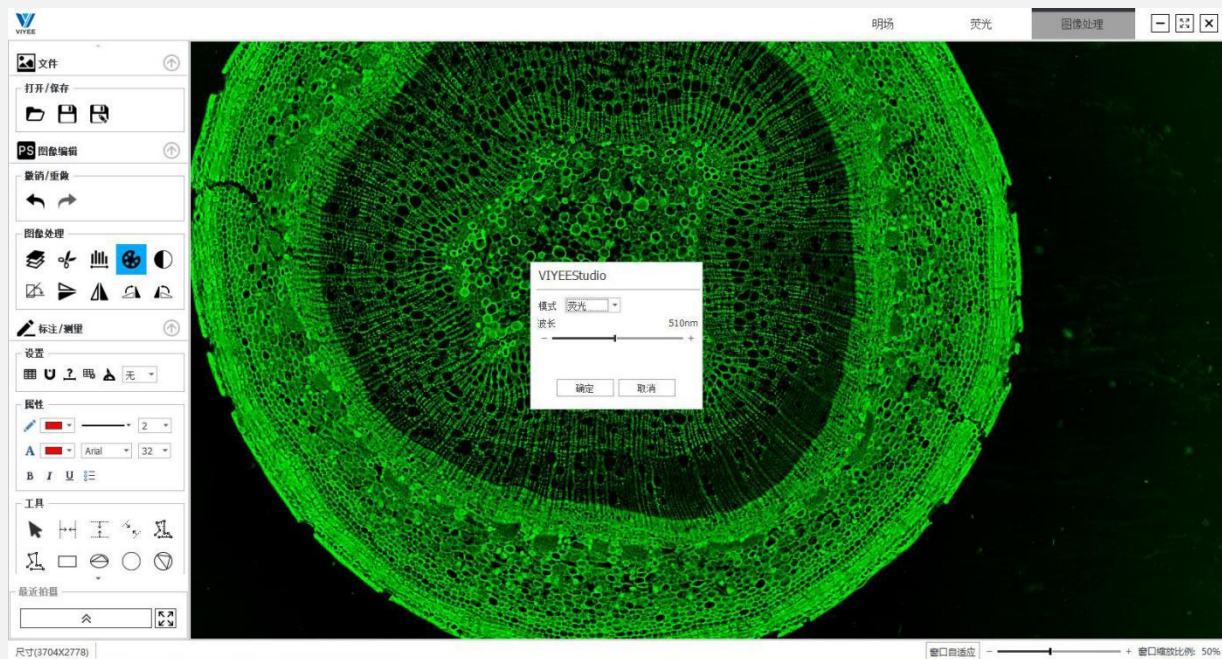 VIYEE
明场 荧光 图像处理
文件
打开/保存
PS 图像编辑
撤销/重做
图像处理
标注/测量
设置
无
属性
2
A Arial 32
B I U
工具
最近拍摄
VIYEEStudio
模式 荧光
波长 510nm
− +
确定 取消
尺寸(3704X2778)
窗口自适应 − + 窗口缩放比例: 50%